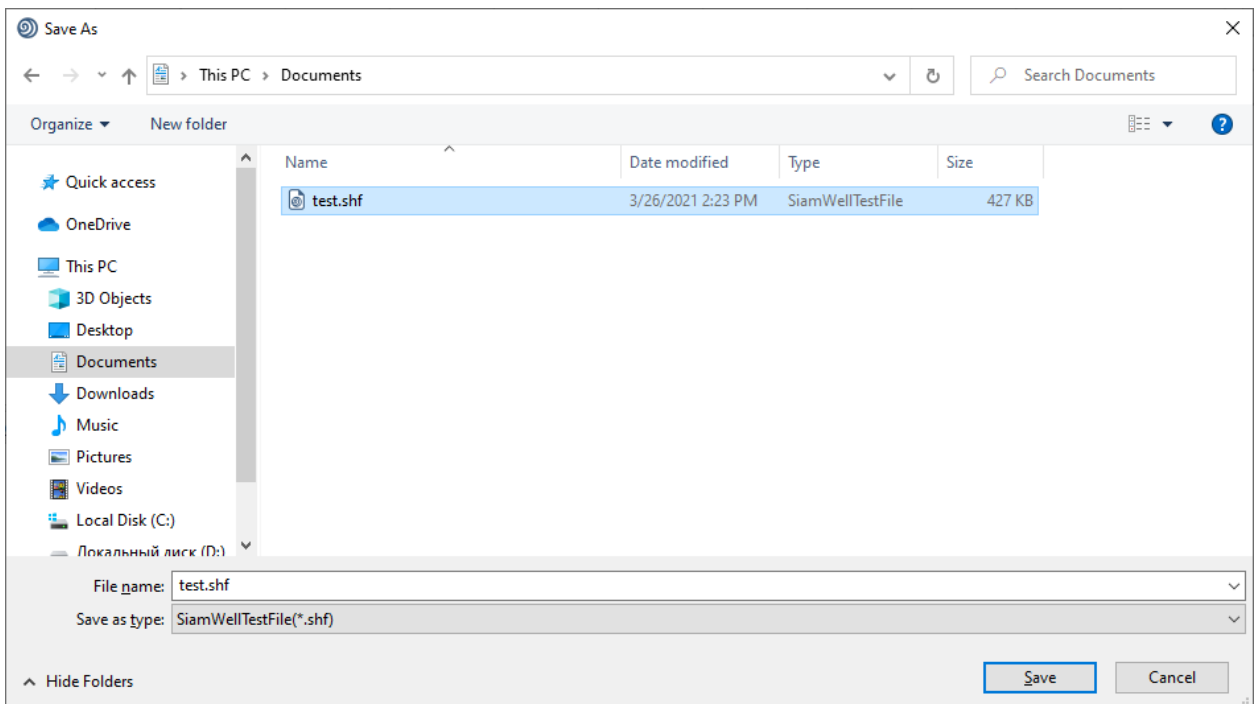 Save As
This PC > Documents
Search Documents
Organize
New folder
Name
Date modified
Type
Size
Quick access
OneDrive
This PC
3D Objects
Desktop
Documents
Downloads
Music
Pictures
Videos
Local Disk (C:)
Локальный диск (D:)
test.shf
3/26/2021 2:23 PM
SiamWellTestFile
427 KB
File name:
test.shf
Save as type:
SiamWellTestFile(*.shf)
Hide Folders
Save
Cancel